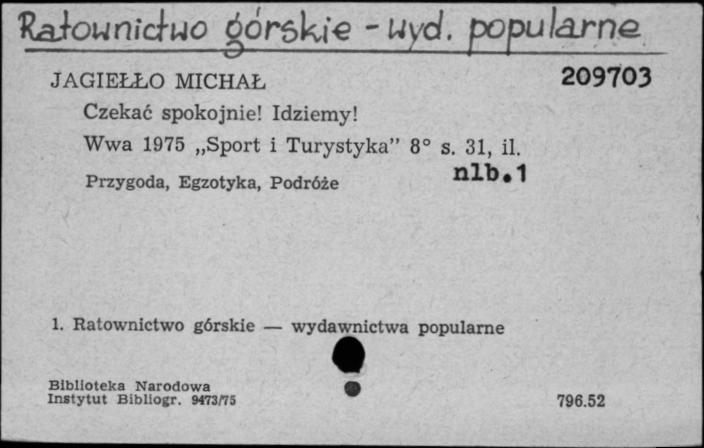 Ratownictwo górskie - wyd. popularne
JAGIEŁŁO MICHAŁ 209703
Czekać spokojnie! Idziemy!
Wwa 1975 „Sport i Turystyka” 8° s. 31, il.
nlb.1
Przygoda, Egzotyka, Podróże
1. Ratownictwo górskie — wydawnictwa popularne
Biblioteka Narodowa
Instytut Bibliogr. 9473/75 796.52